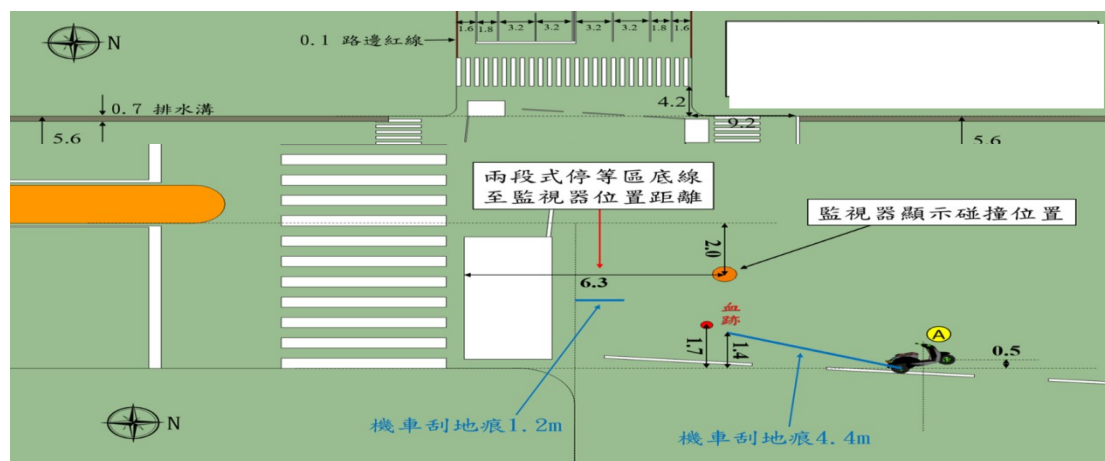 N
0.1 路邊紅線
1.6 1.8 3.2 3.2 3.2 3.2 1.8 1.6
0.7 排水溝
4.2
9.2
5.6
5.6
兩段式停等區底線
至監視器位置距離
監視器顯示碰撞位置
2.0
6.3
血跡
A
1.7
1.4
0.5
N
機車刮地痕1.2m
機車刮地痕4.4m